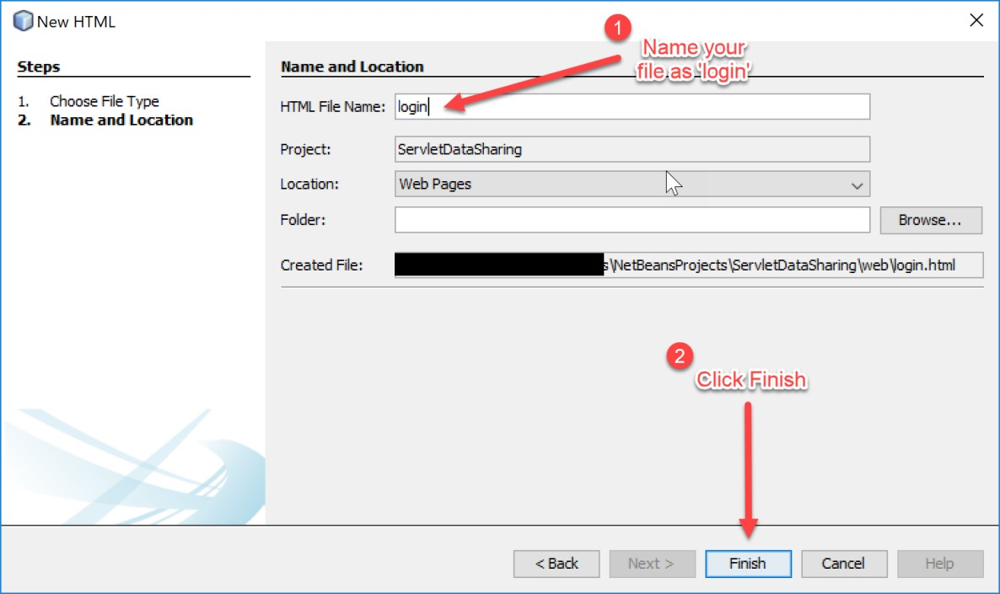 New HTML
Steps
1. Choose File Type
2. Name and Location
Name and Location
1
Name your
file as 'login'
HTML File Name: login
Project: ServletDataSharing
Location: Web Pages
Folder: Browse...
Created File: s\NetBeansProjects\ServletDataSharing\web\login.html
2
Click Finish
< Back Next > Finish Cancel Help